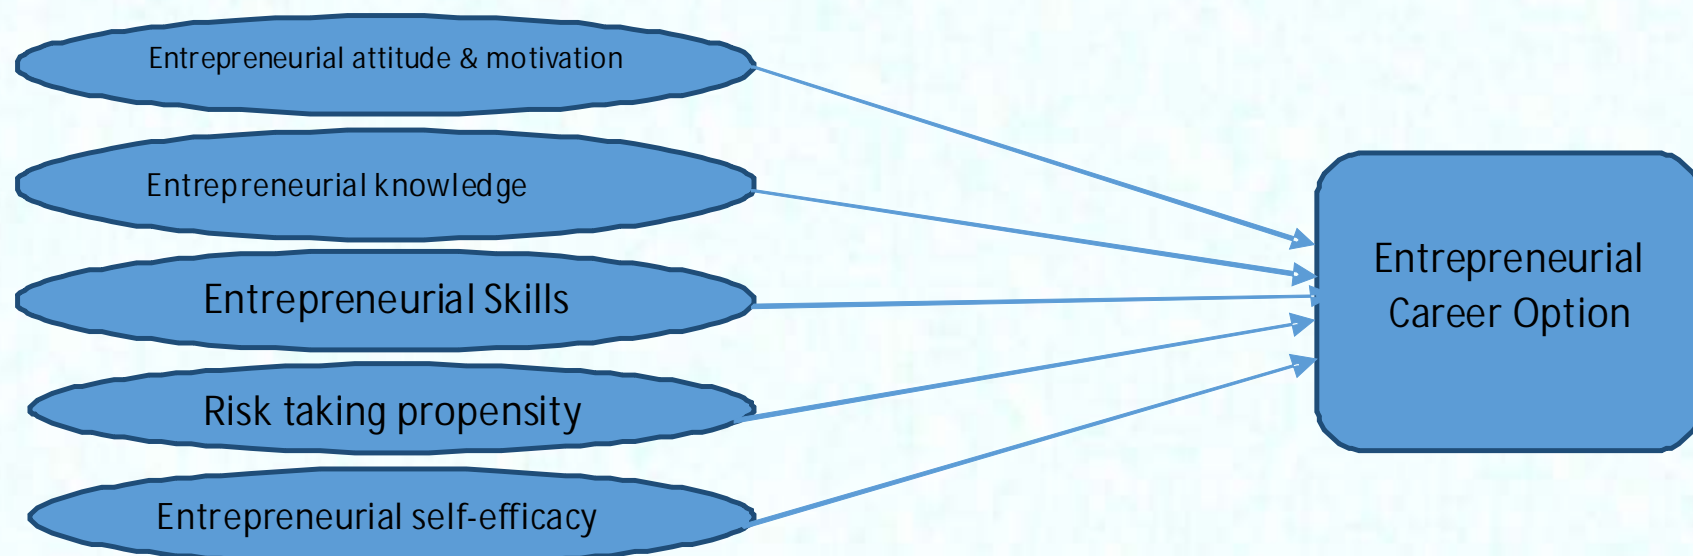 Entrepreneurial attitude & motivation
Entrepreneurial knowledge
Entrepreneurial Skills
Risk taking propensity
Entrepreneurial self-efficacy
Entrepreneurial
Career Option